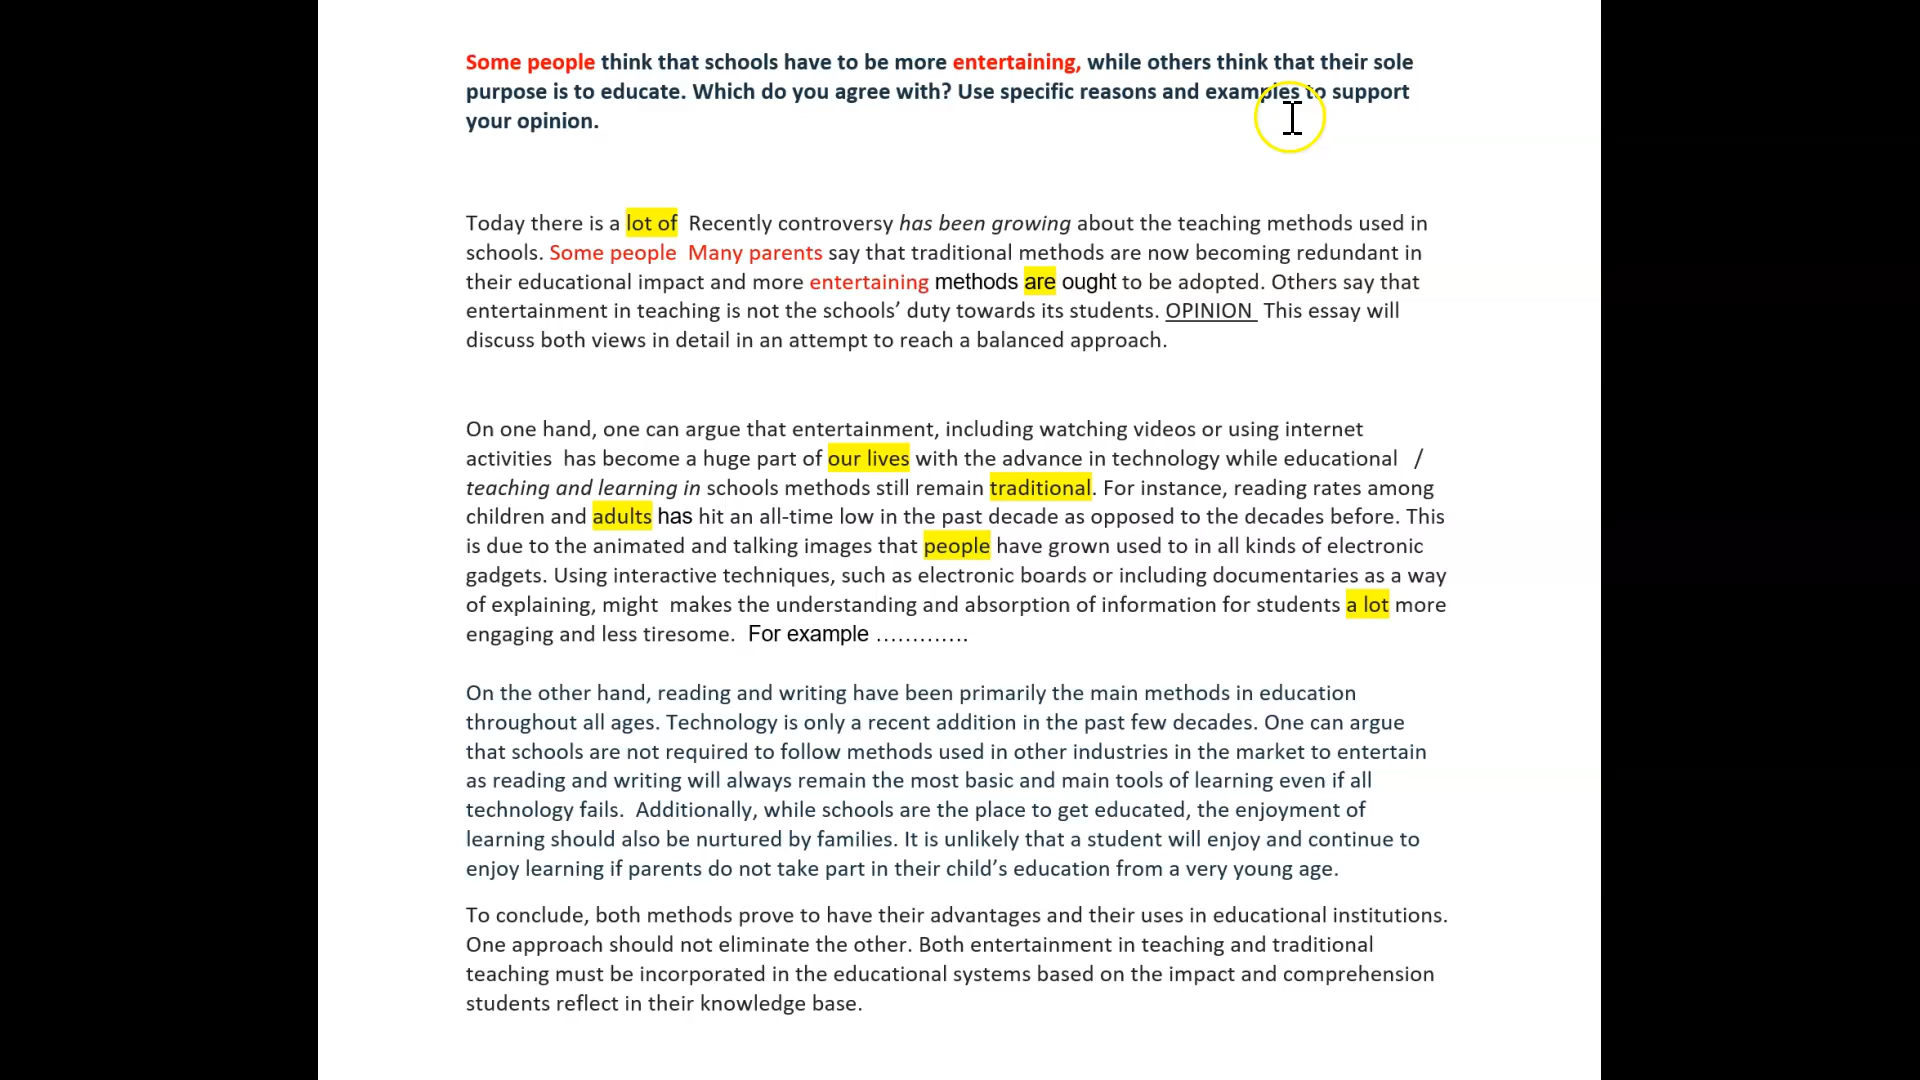 Some people think that schools have to be more entertaining, while others think that their sole
purpose is to educate. Which do you agree with? Use specific reasons and examples to support
your opinion.
Today there is a lot of  Recently controversy has been growing about the teaching methods used in
schools. Some people  Many parents say that traditional methods are now becoming redundant in
their educational impact and more entertaining methods are ought to be adopted. Others say that
entertainment in teaching is not the schools’ duty towards its students. OPINION  This essay will
discuss both views in detail in an attempt to reach a balanced approach.
On one hand, one can argue that entertainment, including watching videos or using internet
activities  has become a huge part of our lives with the advance in technology while educational  /
teaching and learning in schools methods still remain traditional. For instance, reading rates among
children and adults has hit an all-time low in the past decade as opposed to the decades before. This
is due to the animated and talking images that people have grown used to in all kinds of electronic
gadgets. Using interactive techniques, such as electronic boards or including documentaries as a way
of explaining, might  makes the understanding and absorption of information for students a lot more
engaging and less tiresome.  For example ………….
On the other hand, reading and writing have been primarily the main methods in education
throughout all ages. Technology is only a recent addition in the past few decades. One can argue
that schools are not required to follow methods used in other industries in the market to entertain
as reading and writing will always remain the most basic and main tools of learning even if all
technology fails.  Additionally, while schools are the place to get educated, the enjoyment of
learning should also be nurtured by families. It is unlikely that a student will enjoy and continue to
enjoy learning if parents do not take part in their child’s education from a very young age.
To conclude, both methods prove to have their advantages and their uses in educational institutions.
One approach should not eliminate the other. Both entertainment in teaching and traditional
teaching must be incorporated in the educational systems based on the impact and comprehension
students reflect in their knowledge base.